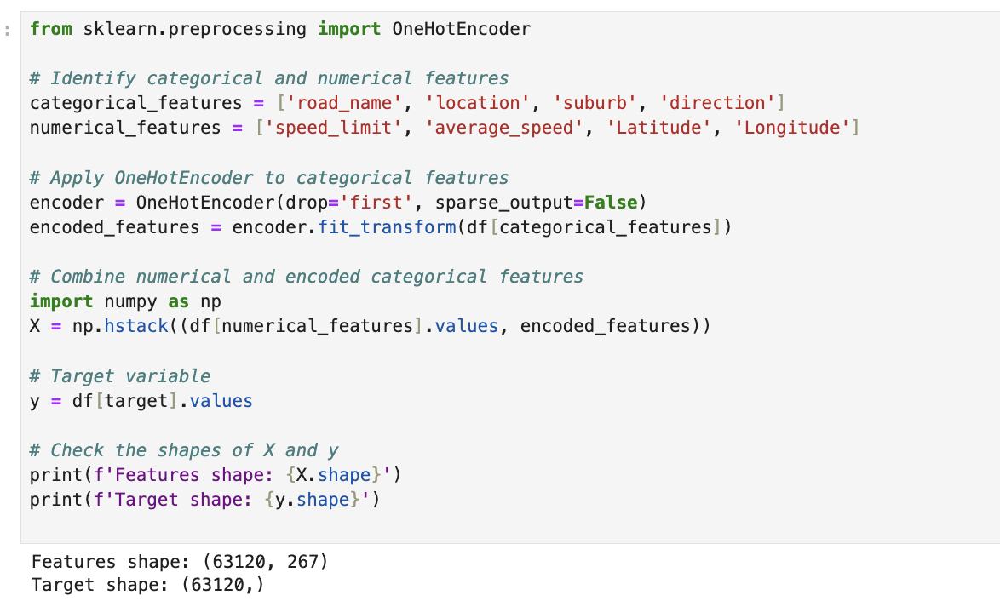 :
from sklearn.preprocessing import OneHotEncoder
# Identify categorical and numerical features
categorical_features = ['road_name', 'location', 'suburb', 'direction']
numerical_features = ['speed_limit', 'average_speed', 'Latitude', 'Longitude']
# Apply OneHotEncoder to categorical features
encoder = OneHotEncoder(drop='first', sparse_output=False)
encoded_features = encoder.fit_transform(df[categorical_features])
# Combine numerical and encoded categorical features
import numpy as np
X = np.hstack((df[numerical_features].values, encoded_features))
# Target variable
y = df[target].values
# Check the shapes of X and y
print(f'Features shape: {X.shape}')
print(f'Target shape: {y.shape}')
Features shape: (63120, 267)
Target shape: (63120,)